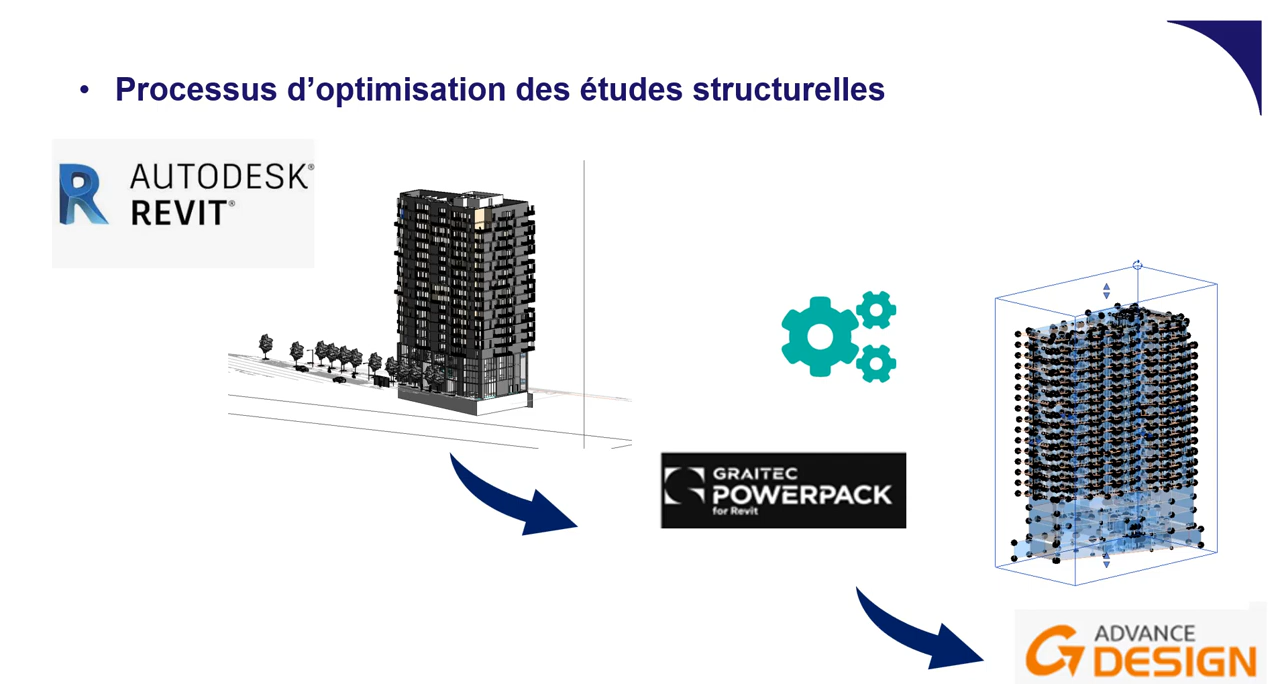 • Processus d’optimisation des études structurelles
AUTODESK®
REVIT®
GRAITEC
POWERPACK
for Revit
ADVANCE
DESIGN